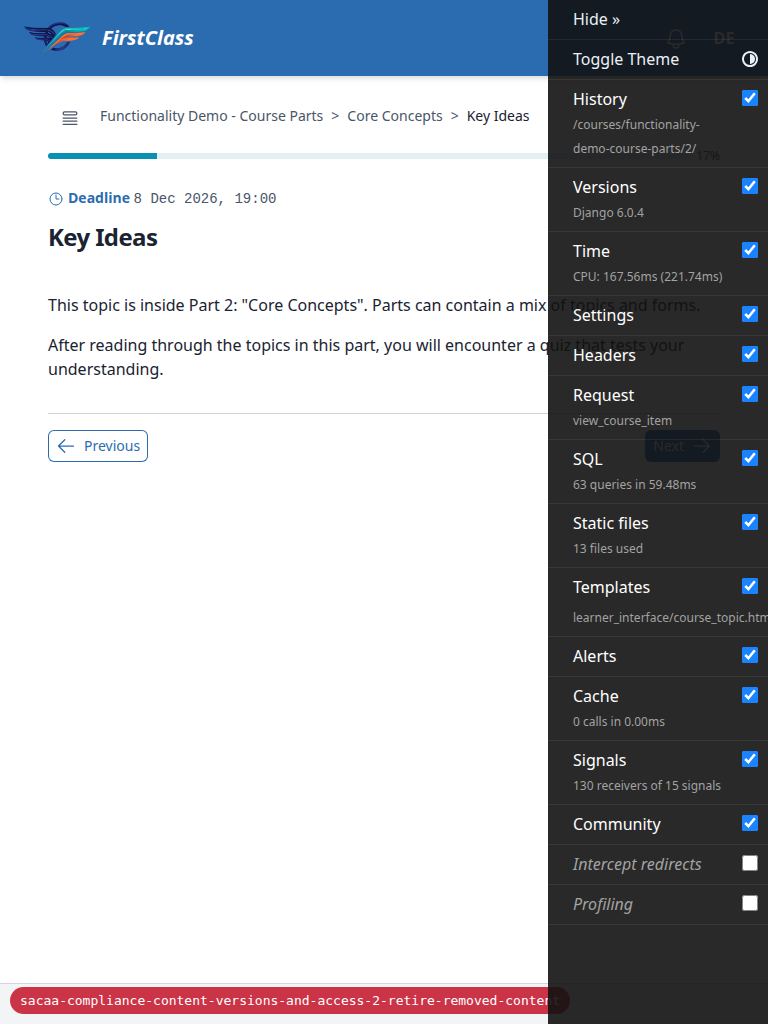 FirstClass
DE
Functionality Demo - Course Parts > Core Concepts > Key Ideas
17%
Deadline 8 Dec 2026, 19:00
Key Ideas
This topic is inside Part 2: "Core Concepts". Parts can contain a mix of topics and forms.
After reading through the topics in this part, you will encounter a quiz that tests your
understanding.
Previous
Next
Hide »
Toggle Theme
History
/courses/functionality-
demo-course-parts/2/
Versions
Django 6.0.4
Time
CPU: 167.56ms (221.74ms)
Settings
Headers
Request
view_course_item
SQL
63 queries in 59.48ms
Static files
13 files used
Templates
learner_interface/course_topic.htm
Alerts
Cache
0 calls in 0.00ms
Signals
130 receivers of 15 signals
Community
Intercept redirects
Profiling
sacaa-compliance-content-versions-and-access-2-retire-removed-content